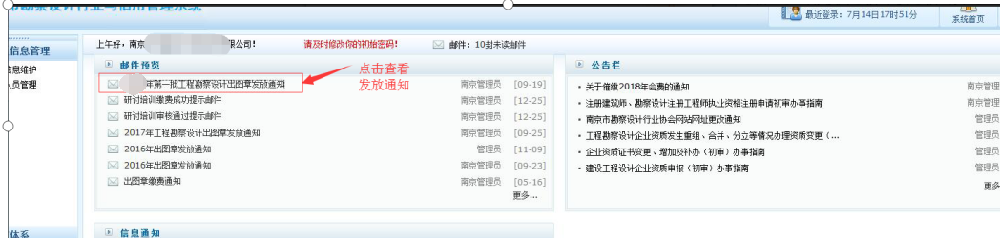 市勘察设计行业与信用管理系统
最近登录：7月14日17时51分
系统首页
信息管理
信息维护
人员管理
体系
上午好，南京 限公司！ 请及时修改你的初始密码！ 邮件：10封未读邮件
邮件预览
年第一批工程勘察设计出图章发放通知 南京管理员 [09-19]
研讨培训缴费成功提示邮件 南京管理员 [12-25]
研讨培训审核通过提示邮件 南京管理员 [12-25]
2017年工程勘察设计出图章发放通知 南京管理员 [09-25]
2016年出图章发放通知 管理员 [11-09]
2016年出图章发放通知 南京管理员 [09-23]
出图章缴费通知 南京管理员 [05-16]
更多...
点击查看
发放通知
公告栏
关于催缴2018年会费的通知 南京管理
注册建筑师、勘察设计注册工程师执业资格注册申请初审办事指南 南京管理
南京市勘察设计行业协会网站网址更改通知 管理员
工程勘察设计企业资质发生重组、合并、分立等情况办理资质变更（... 管理员
企业资质证书变更、增加及补办（初审）办事指南 管理员
建设工程设计企业资质申报（初审）办事指南 管理员
更多
信息通知